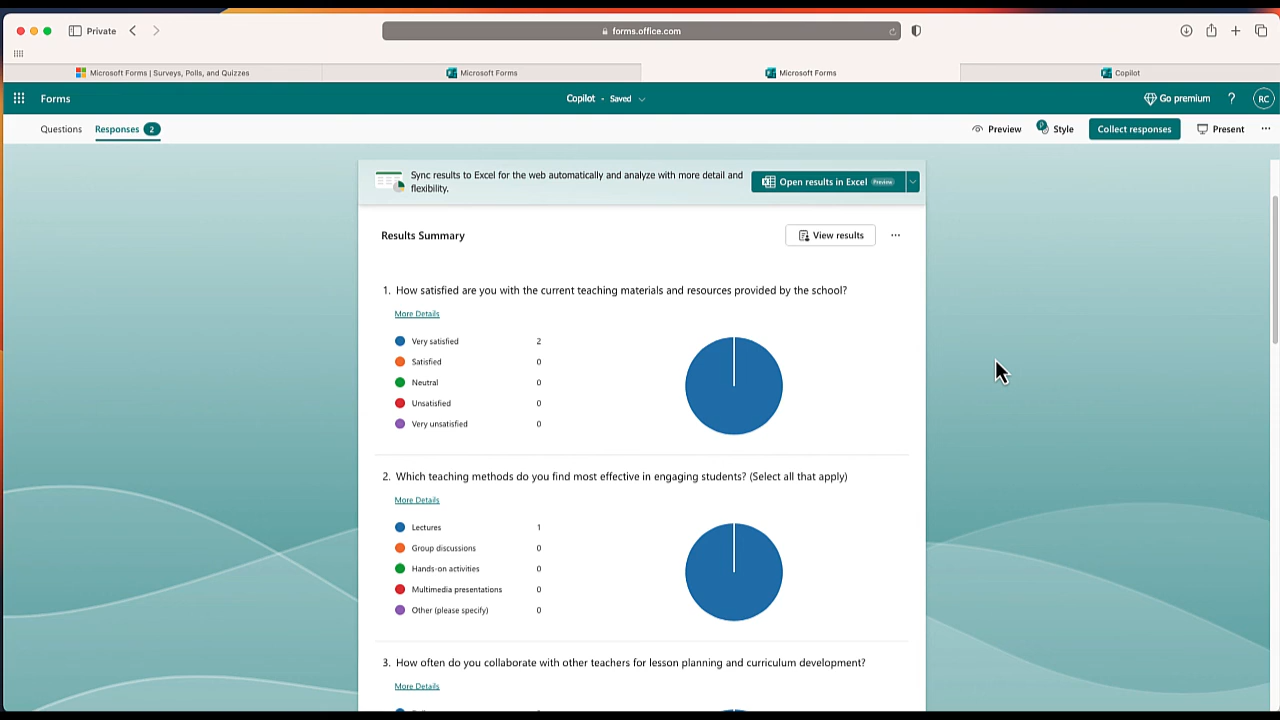 Private
forms.office.com
Microsoft Forms | Surveys, Polls, and Quizzes
Microsoft Forms
Microsoft Forms
Copilot
Forms
Copilot - Saved
Go premium
?
RC
Questions
Responses 2
Preview
Style
Collect responses
Present
Sync results to Excel for the web automatically and analyze with more detail and
flexibility.
Open results in Excel Preview
Results Summary
View results
1. How satisfied are you with the current teaching materials and resources provided by the school?
More Details
Very satisfied 2
Satisfied 0
Neutral 0
Unsatisfied 0
Very unsatisfied 0
2. Which teaching methods do you find most effective in engaging students? (Select all that apply)
More Details
Lectures 1
Group discussions 0
Hands-on activities 0
Multimedia presentations 0
Other (please specify) 0
3. How often do you collaborate with other teachers for lesson planning and curriculum development?
More Details